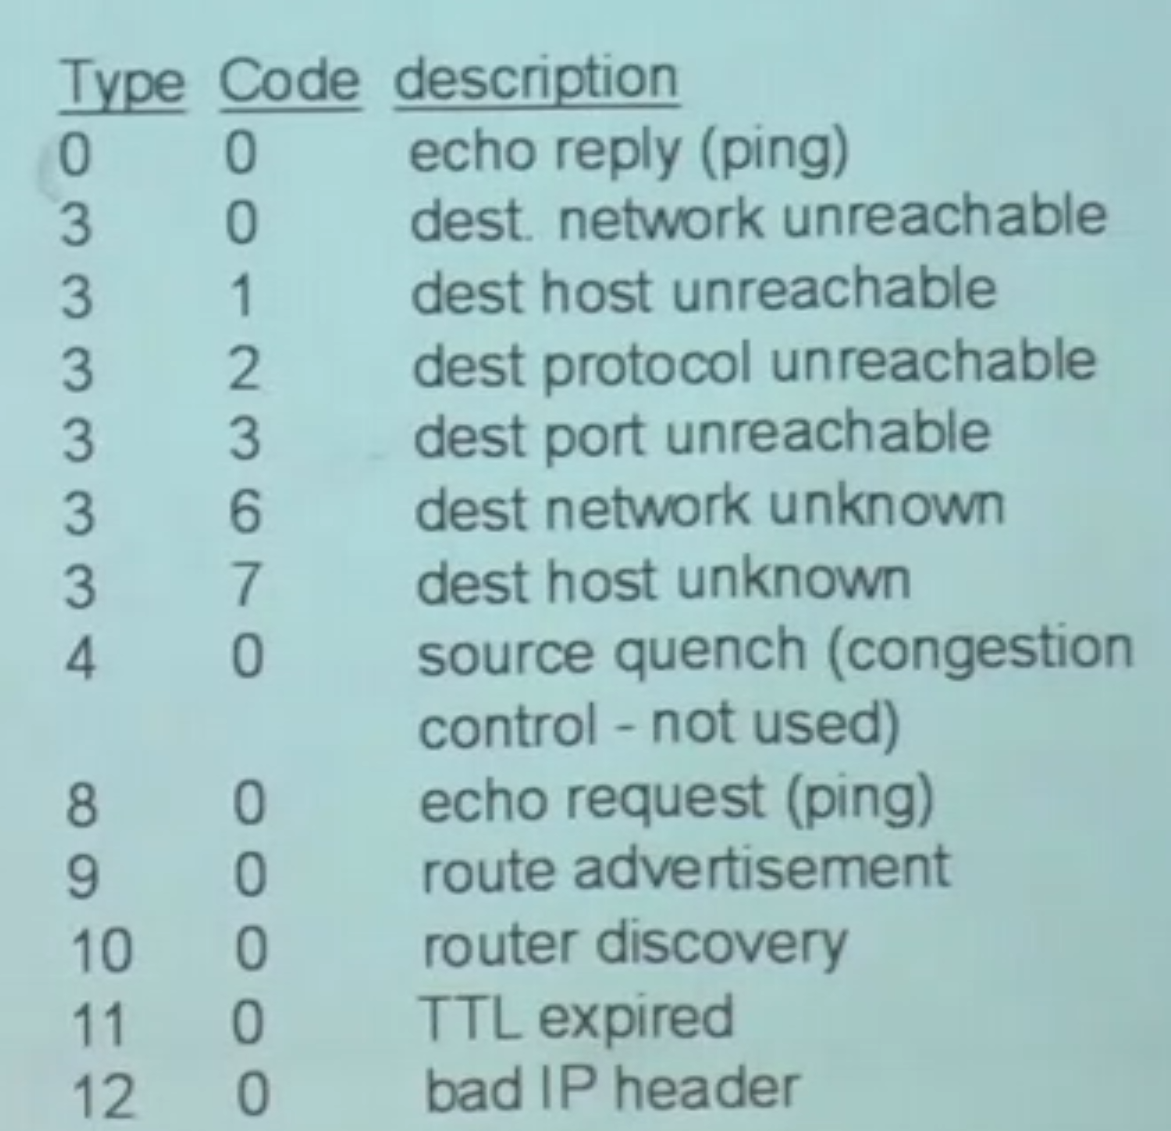 Type Code description
0 0 echo reply (ping)
3 0 dest. network unreachable
3 1 dest host unreachable
3 2 dest protocol unreachable
3 3 dest port unreachable
3 6 dest network unknown
3 7 dest host unknown
4 0 source quench (congestion
control - not used)
8 0 echo request (ping)
9 0 route advertisement
10 0 router discovery
11 0 TTL expired
12 0 bad IP header